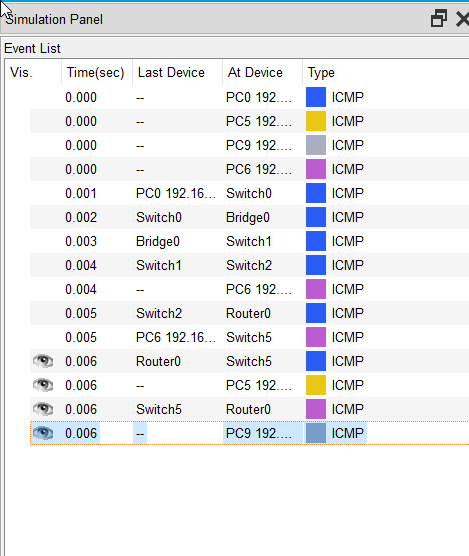 Simulation Panel
Event List
Vis. Time(sec) Last Device At Device Type
0.000 -- PC0 192.... ICMP
0.000 -- PC5 192.... ICMP
0.000 -- PC9 192.... ICMP
0.000 -- PC6 192.... ICMP
0.001 PC0 192.16... Switch0 ICMP
0.002 Switch0 Bridge0 ICMP
0.003 Bridge0 Switch1 ICMP
0.004 Switch1 Switch2 ICMP
0.004 -- PC6 192.... ICMP
0.005 Switch2 Router0 ICMP
0.005 PC6 192.16... Switch5 ICMP
0.006 Router0 Switch5 ICMP
0.006 -- PC5 192.... ICMP
0.006 Switch5 Router0 ICMP
0.006 -- PC9 192.... ICMP